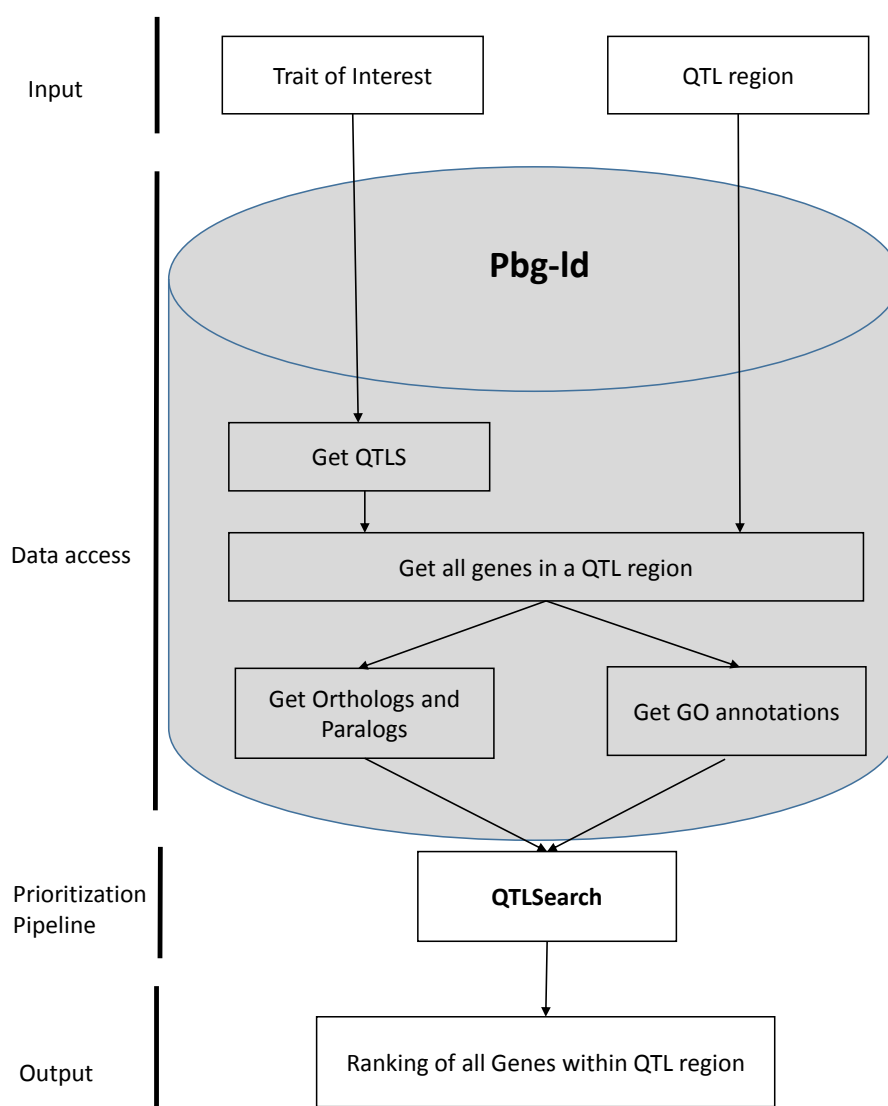 Input
Trait of Interest
QTL region
Pbg-ld
Data access
Get QTLS
Get all genes in a QTL region
Get Orthologs and
Paralogs
Get GO annotations
Prioritization
Pipeline
QTLSearch
Output
Ranking of all Genes within QTL region